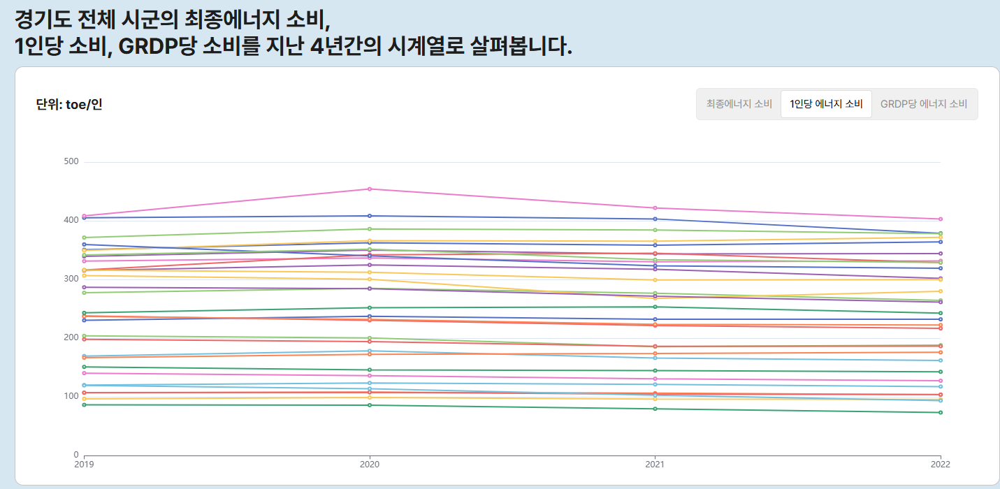 경기도 전체 시군의 최종에너지 소비,
1인당 소비, GRDP당 소비를 지난 4년간의 시계열로 살펴봅니다.
단위: toe/인
최종에너지 소비 1인당 에너지 소비 GRDP당 에너지 소비
500
400
300
200
100
0
2019 2020 2021 2022